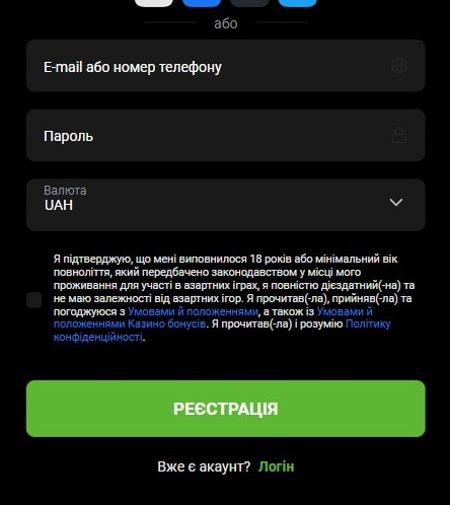 або
E-mail або номер телефону
Пароль
Валюта
UAH
Я підтверджую, що мені виповнилося 18 років або мінімальний вік
повноліття, який передбачено законодавством у місці мого
проживання для участі в азартних іграх, я повністю дієздатний(-на) та
не маю залежності від азартних ігор. Я прочитав(-ла), прийняв(-ла) та
погоджуюся з Умовами й положеннями, а також із Умовами й
положеннями Казино бонусів. Я прочитав(-ла) і розумію Політику
конфіденційності.
РЕЄСТРАЦІЯ
Вже є акаунт? Логін